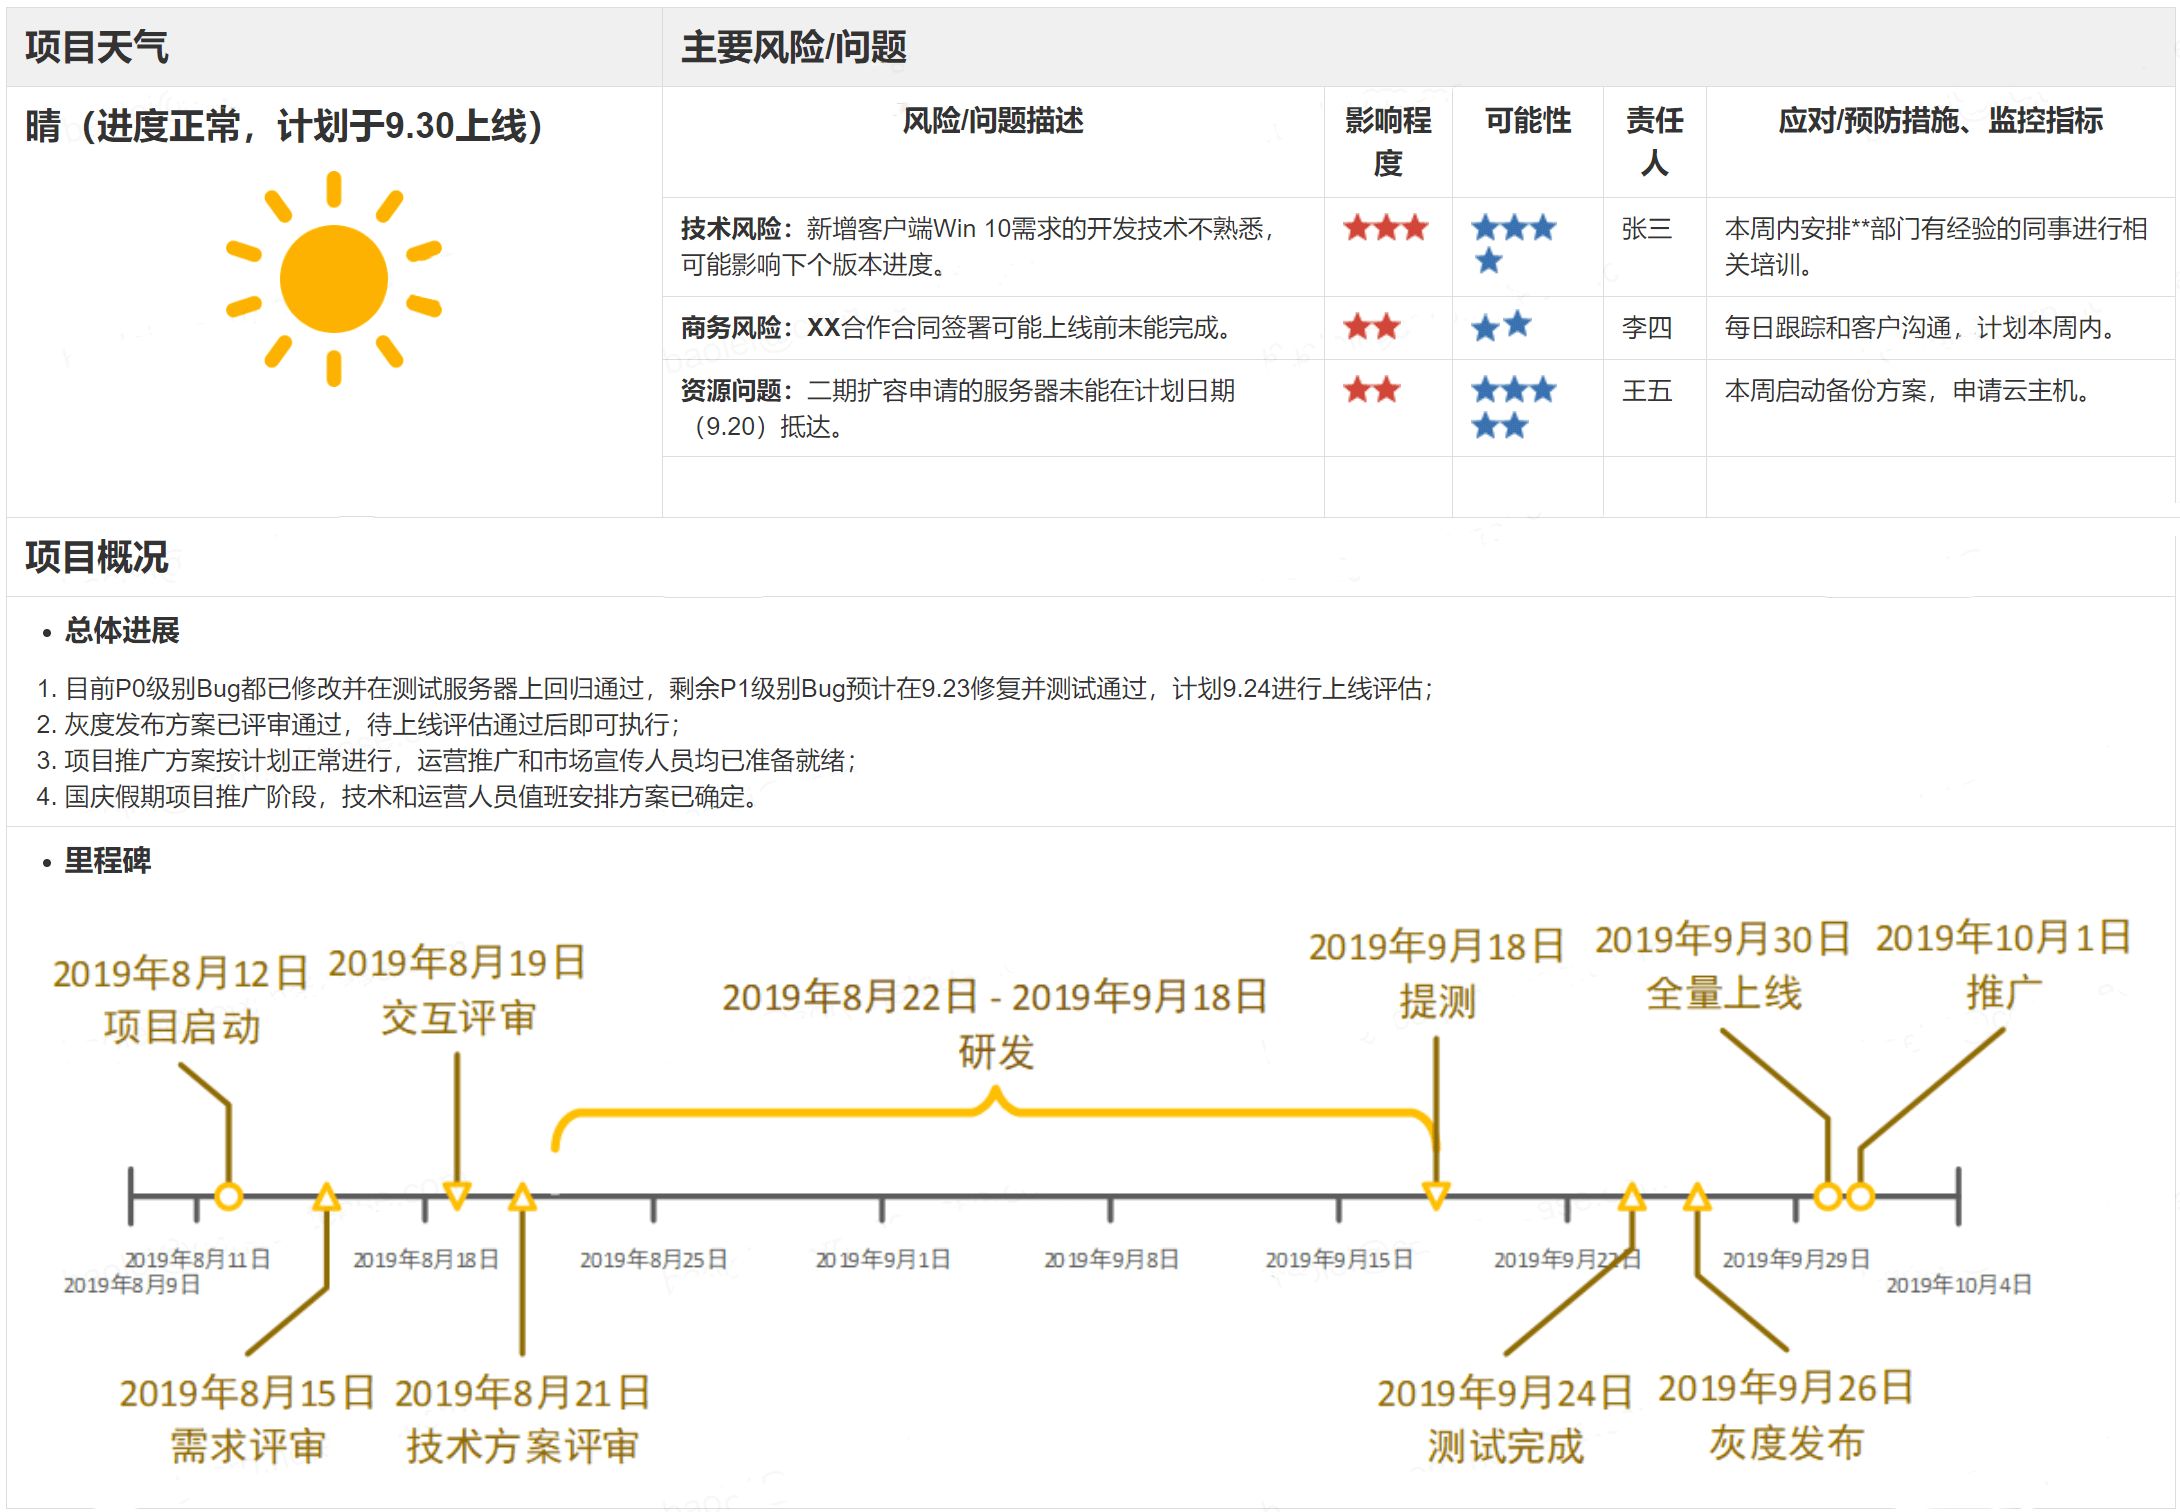 项目天气
主要风险/问题
晴（进度正常，计划于9.30上线）
风险/问题描述
影响程
度
可能性
责任
人
应对/预防措施、监控指标
技术风险：新增客户端Win 10需求的开发技术不熟悉，
可能影响下个版本进度。
张三
本周内安排**部门有经验的同事进行相
关培训。
商务风险：XX合作合同签署可能上线前未能完成。
李四
每日跟踪和客户沟通，计划本周内。
资源问题：二期扩容申请的服务器未能在计划日期
（9.20）抵达。
王五
本周启动备份方案，申请云主机。
项目概况
• 总体进展
1. 目前P0级别Bug都已修改并在测试服务器上回归通过，剩余P1级别Bug预计在9.23修复并测试通过，计划9.24进行上线评估；
2. 灰度发布方案已评审通过，待上线评估通过后即可执行；
3. 项目推广方案按计划正常进行，运营推广和市场宣传人员均已准备就绪；
4. 国庆假期项目推广阶段，技术和运营人员值班安排方案已确定。
• 里程碑
2019年8月12日
项目启动
2019年8月19日
交互评审
2019年8月22日 - 2019年9月18日
研发
2019年9月18日
提测
2019年9月30日
全量上线
2019年10月1日
推广
2019年8月9日
2019年8月11日
2019年8月18日
2019年8月25日
2019年9月1日
2019年9月8日
2019年9月15日
2019年9月22日
2019年9月29日
2019年10月4日
2019年8月15日
需求评审
2019年8月21日
技术方案评审
2019年9月24日
测试完成
2019年9月26日
灰度发布